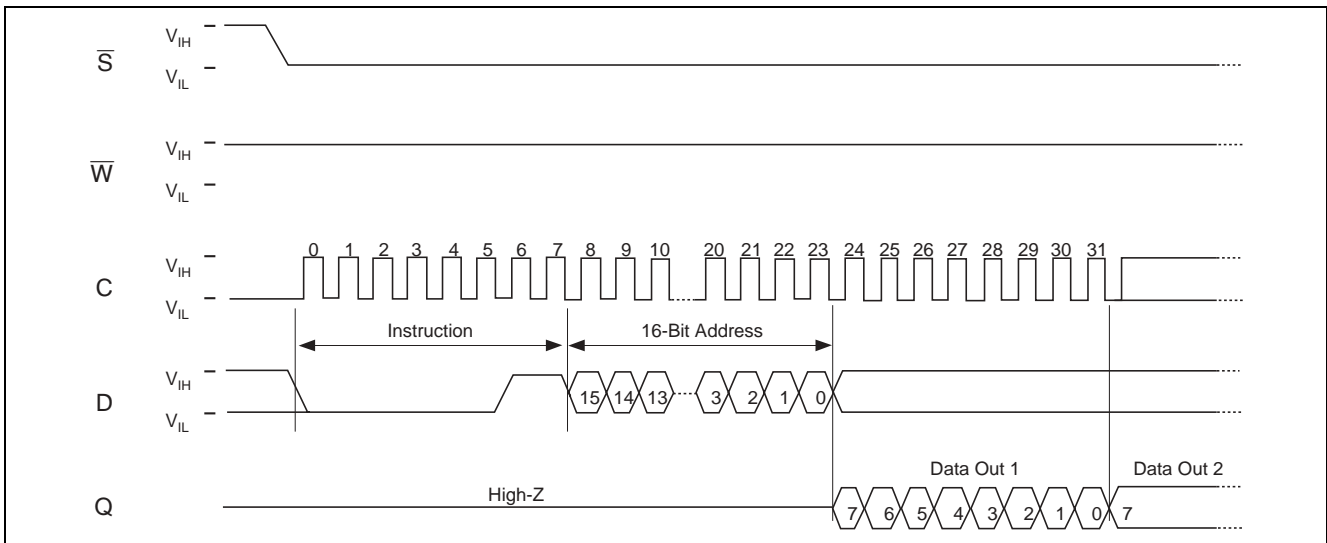 S̅
V_IH
V_IL
W̅
V_IH
V_IL
0 1 2 3 4 5 6 7 8 9 10 20 21 22 23 24 25 26 27 28 29 30 31
C
V_IH
V_IL
Instruction
16-Bit Address
D
V_IH
V_IL
15 14 13 3 2 1 0
Data Out 1
Data Out 2
Q
High-Z
7 6 5 4 3 2 1 0 7